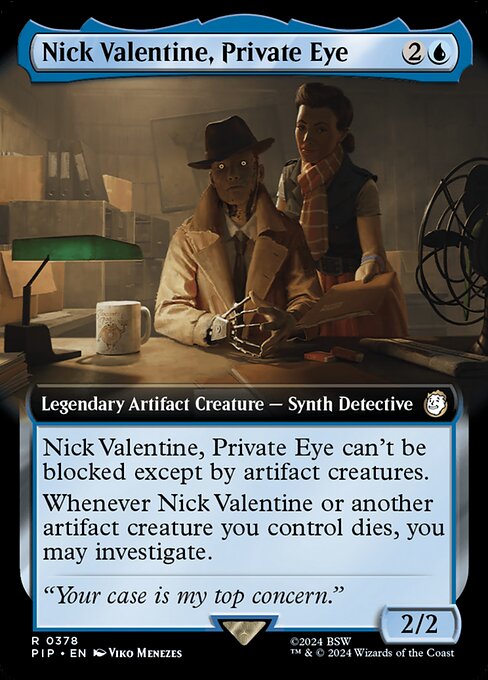 Nick Valentine, Private Eye 2
Legendary Artifact Creature — Synth Detective
Nick Valentine, Private Eye can't be
blocked except by artifact creatures.
Whenever Nick Valentine or another
artifact creature you control dies, you
may investigate.
“Your case is my top concern.”
2/2
R 0378
PIP • EN Viko Menezes
©2024 BSW
™ & © 2024 Wizards of the Coast